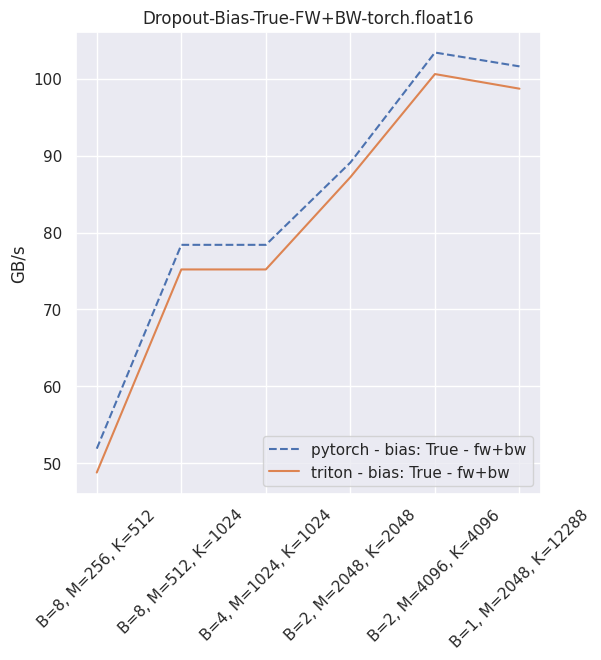 Dropout-Bias-True-FW+BW-torch.float16
GB/s
100
90
80
70
60
50
pytorch - bias: True - fw+bw
triton - bias: True - fw+bw
B=8, M=256, K=512
B=8, M=512, K=1024
B=4, M=1024, K=1024
B=2, M=2048, K=2048
B=2, M=4096, K=4096
B=1, M=2048, K=12288